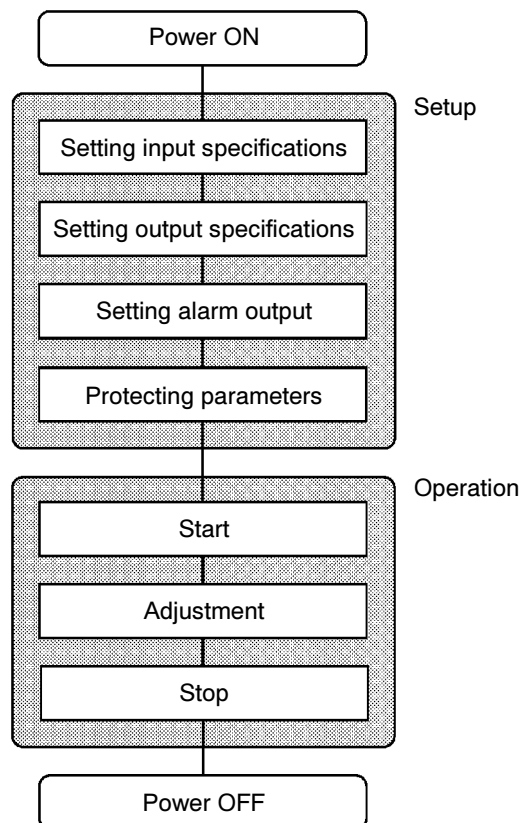 Power ON
Setup
Setting input specifications
Setting output specifications
Setting alarm output
Protecting parameters
Operation
Start
Adjustment
Stop
Power OFF